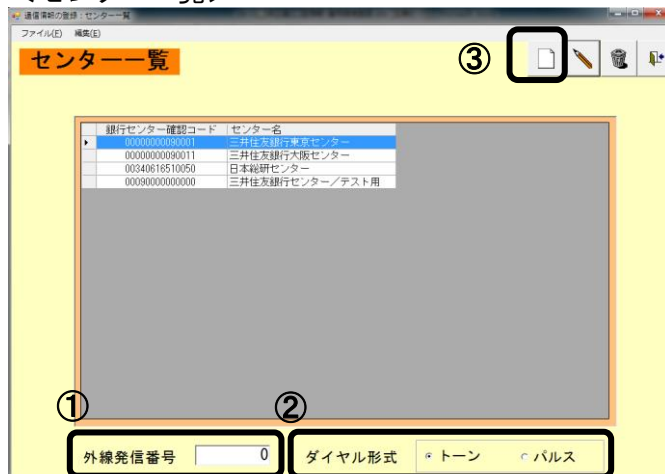 通信情報の登録：センター一覧
ファイル(F) 編集(E)
センター一覧
③
銀行センター確認コード センター名
00000000090001 三井住友銀行東京センター
00000000090011 三井住友銀行大阪センター
00340616510050 日本総研センター
00090000000000 三井住友銀行センター／テスト用
① ②
外線発信番号 0 ダイヤル形式 トーン パルス